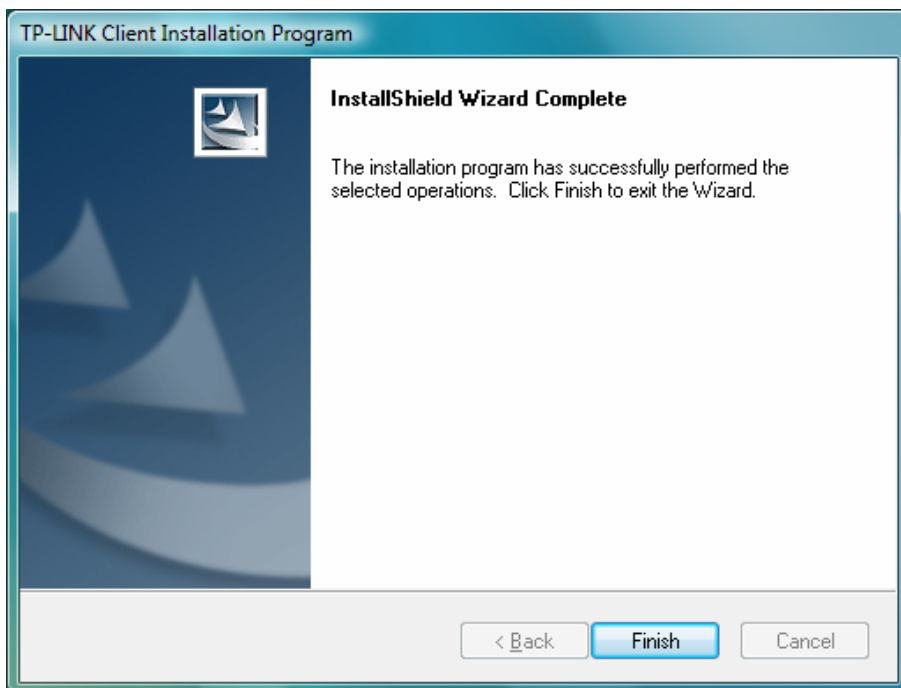 TP-LINK Client Installation Program
InstallShield Wizard Complete
The installation program has successfully performed the
selected operations.  Click Finish to exit the Wizard.
< Back
Finish
Cancel